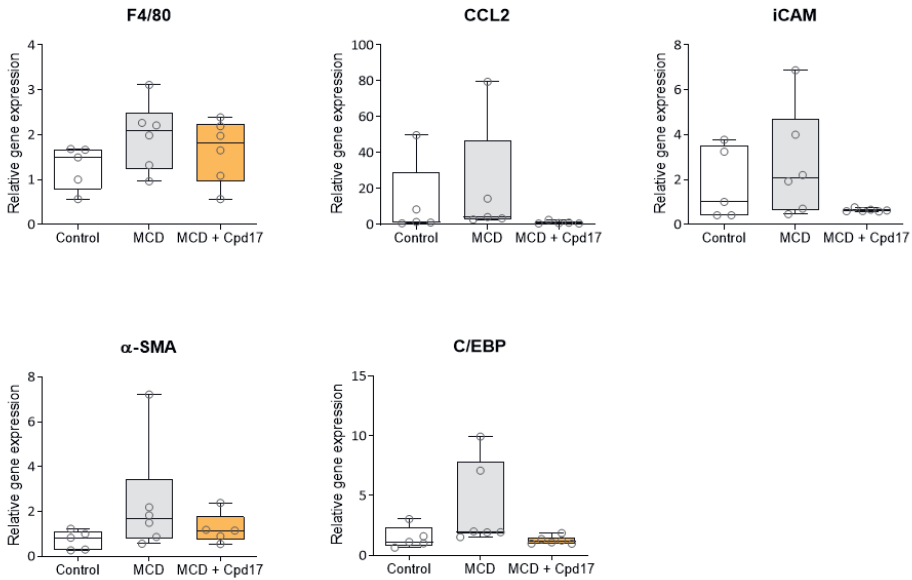 F4/80
Relative gene expression
4
3
2
1
0
Control MCD MCD + Cpd17
CCL2
Relative gene expression
100
80
60
40
20
0
Control MCD MCD + Cpd17
iCAM
Relative gene expression
8
6
4
2
0
Control MCD MCD + Cpd17
α-SMA
Relative gene expression
8
6
4
2
0
Control MCD MCD + Cpd17
C/EBP
Relative gene expression
15
10
5
0
Control MCD MCD + Cpd17